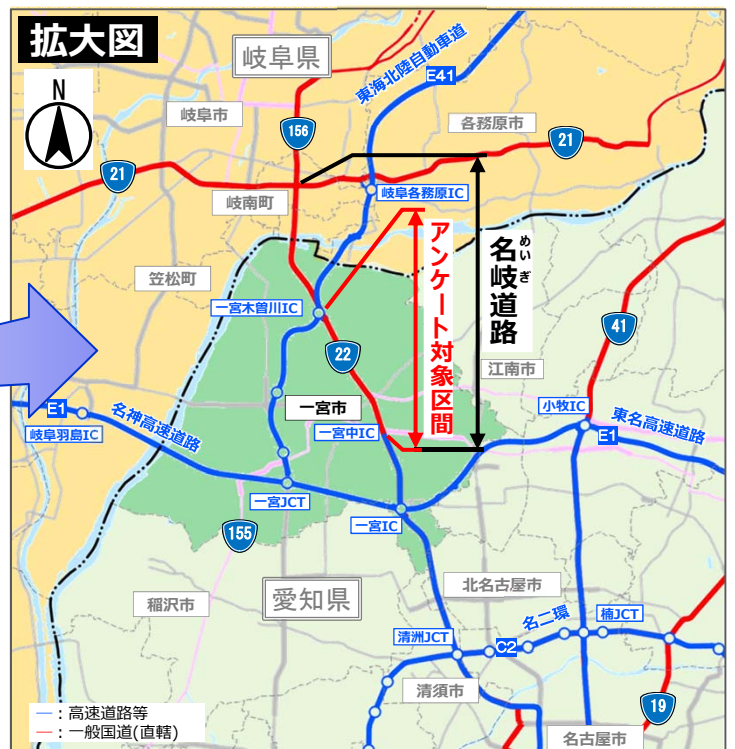 拡大図
N
岐阜県
東海北陸自動車道
E41
岐阜市
156
各務原市
21
21
岐阜各務原IC
岐南町
めいぎ
名岐道路
アンケート対象区間
笠松町
一宮木曽川IC
22
41
江南市
一宮市
小牧IC
E1
名神高速道路
岐阜羽島IC
一宮中IC
E1
東名高速道路
一宮JCT
一宮IC
155
稲沢市
愛知県
北名古屋市
名二環
楠JCT
清洲JCT
C2
清須市
19
名古屋市
：高速道路等
：一般国道(直轄)